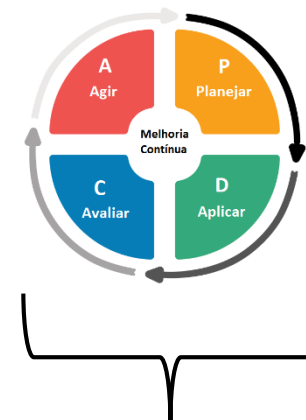 A
Agir
P
Planejar
Melhoria
Contínua
C
Avaliar
D
Aplicar